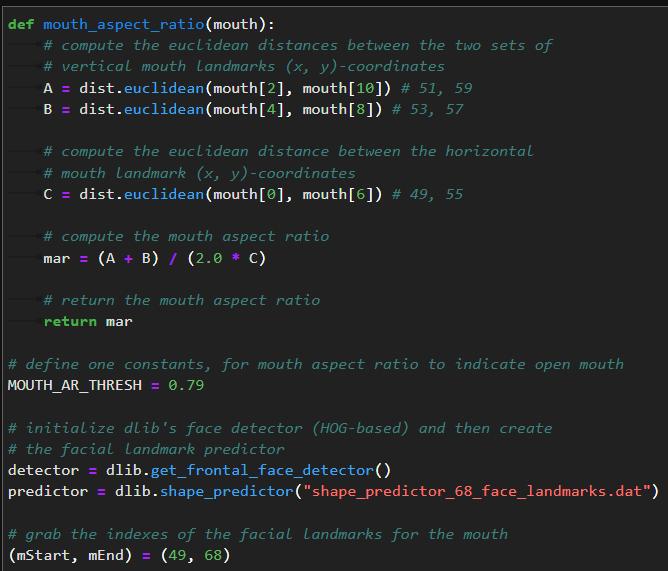 def mouth_aspect_ratio(mouth):
    # compute the euclidean distances between the two sets of
    # vertical mouth landmarks (x, y)-coordinates
    A = dist.euclidean(mouth[2], mouth[10]) # 51, 59
    B = dist.euclidean(mouth[4], mouth[8]) # 53, 57

    # compute the euclidean distance between the horizontal
    # mouth landmark (x, y)-coordinates
    C = dist.euclidean(mouth[0], mouth[6]) # 49, 55

    # compute the mouth aspect ratio
    mar = (A + B) / (2.0 * C)

    # return the mouth aspect ratio
    return mar

# define one constants, for mouth aspect ratio to indicate open mouth
MOUTH_AR_THRESH = 0.79

# initialize dlib's face detector (HOG-based) and then create
# the facial landmark predictor
detector = dlib.get_frontal_face_detector()
predictor = dlib.shape_predictor("shape_predictor_68_face_landmarks.dat")

# grab the indexes of the facial landmarks for the mouth
(mStart, mEnd) = (49, 68)